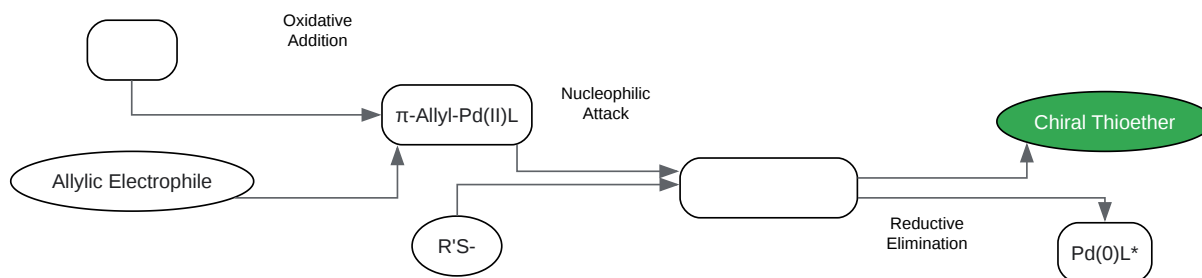 Oxidative
Addition
π-Allyl-Pd(II)L
Nucleophilic
Attack
Chiral Thioether
Allylic Electrophile
R'S-
Reductive
Elimination
Pd(0)L*